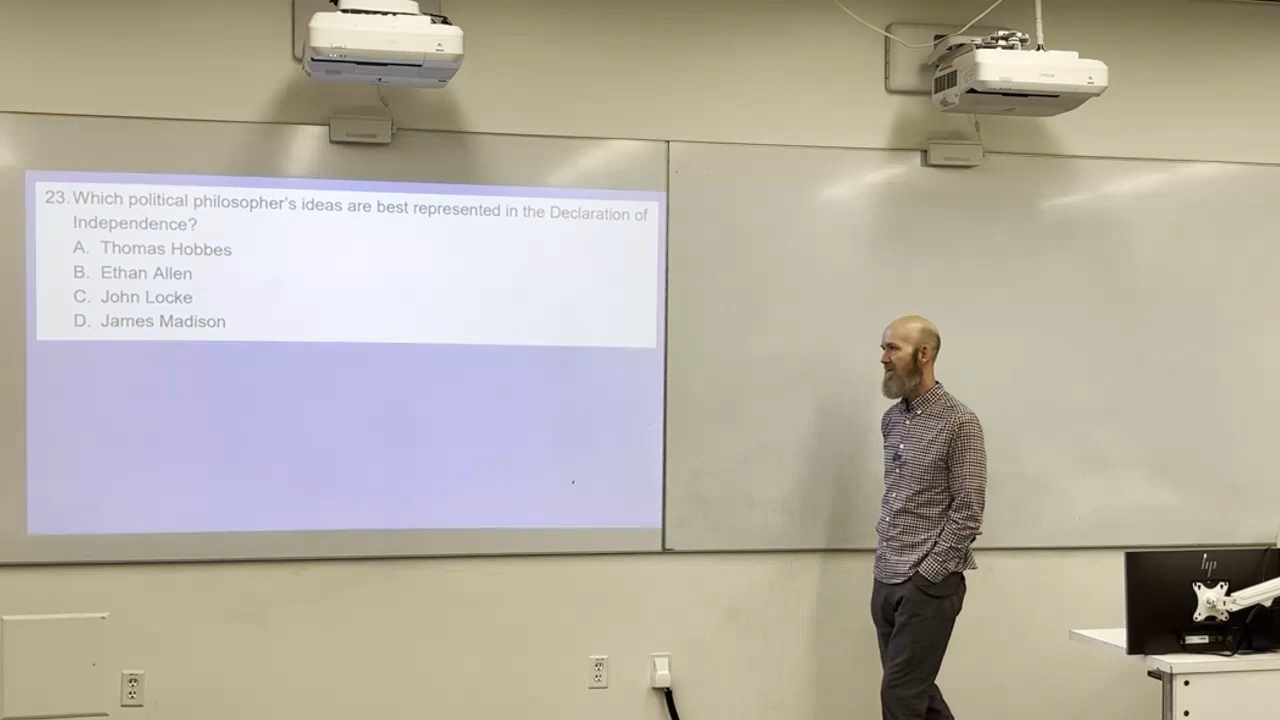 23. Which political philosopher's ideas are best represented in the Declaration of
Independence?
A. Thomas Hobbes
B. Ethan Allen
C. John Locke
D. James Madison
hp